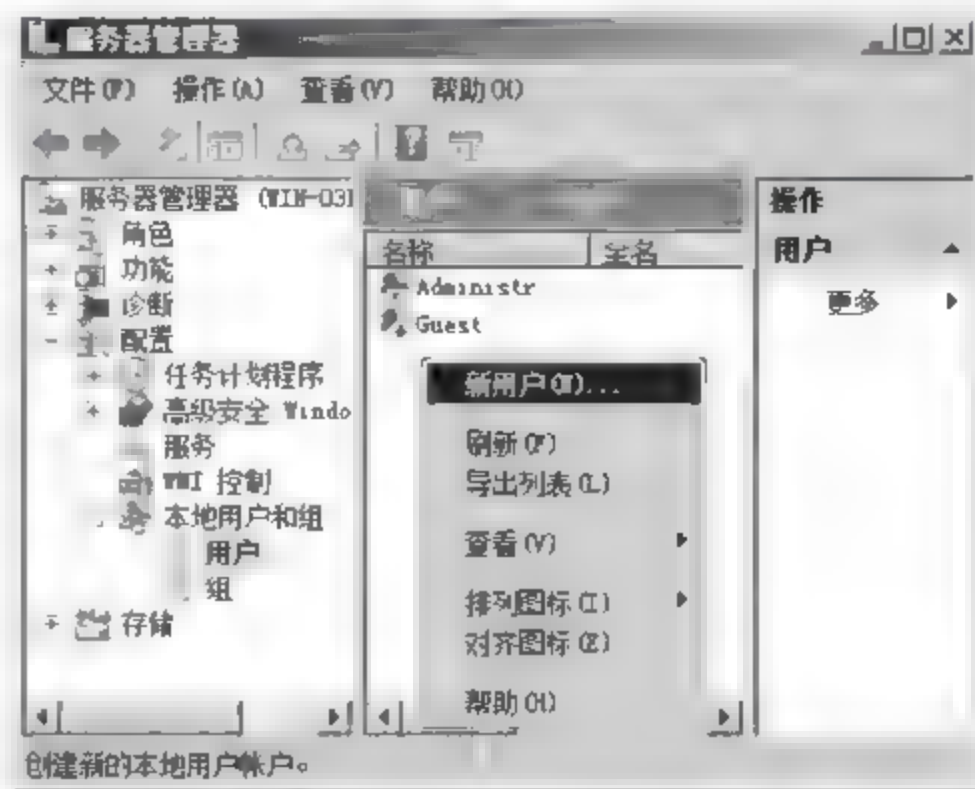 服务器管理器
文件(F) 操作(A) 查看(V) 帮助(H)
服务器管理器 (WIN-03
角色
功能
诊断
配置
任务计划程序
高级安全 Windo
服务
WMI 控制
本地用户和组
用户
组
存储
名称 全名
Administr
Guest
新用户(N)...
刷新(F)
导出列表(L)
查看(V)
排列图标(I)
对齐图标(E)
帮助(H)
操作
用户
更多
创建新的本地用户帐户。